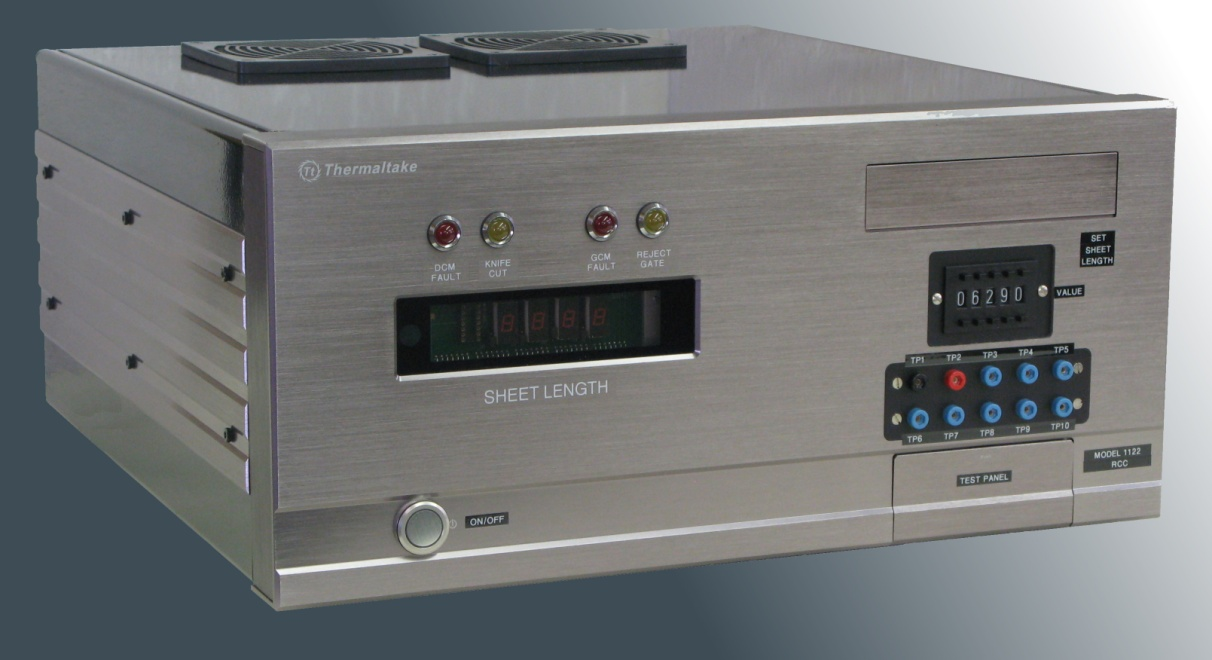 Tt Thermaltake
DCM
FAULT
KNIFE
CUT
GCM
FAULT
REJECT
GATE
SET
SHEET
LENGTH
06290
VALUE
SHEET LENGTH
TP1 TP2 TP3 TP4 TP5
TP6 TP7 TP8 TP9 TP10
MODEL 1122
RCC
TEST PANEL
ON/OFF